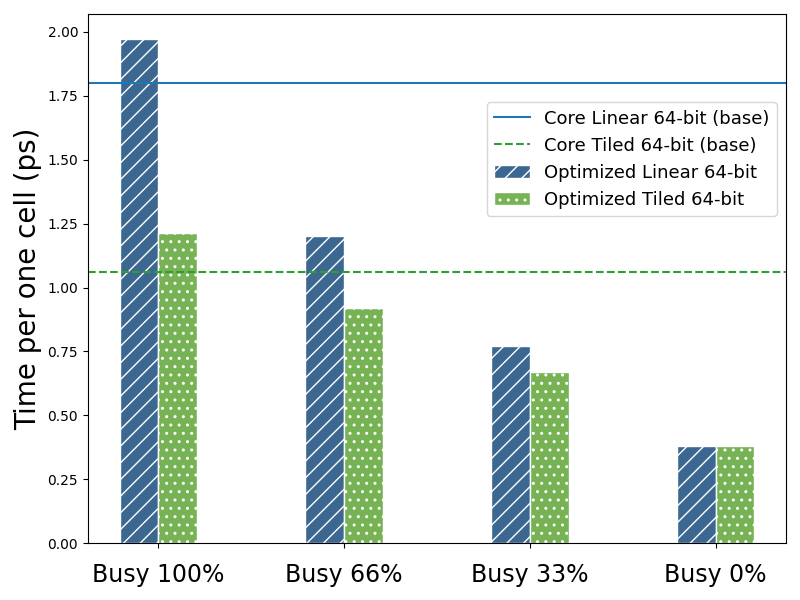 Time per one cell (ps)
2.00
1.75
1.50
1.25
1.00
0.75
0.50
0.25
0.00
Core Linear 64-bit (base)
Core Tiled 64-bit (base)
Optimized Linear 64-bit
Optimized Tiled 64-bit
Busy 100%
Busy 66%
Busy 33%
Busy 0%